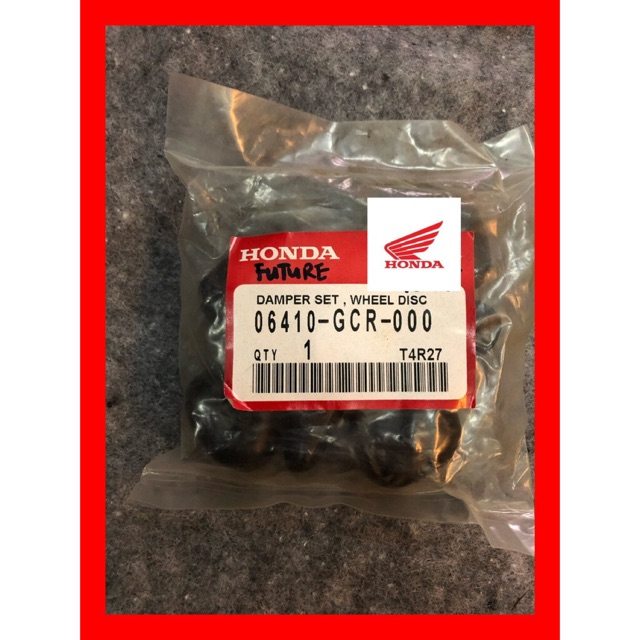 HONDA
HONDA
FUTURE
DAMPER SET , WHEEL DISC
06410-GCR-000
QTY 1 T4R27